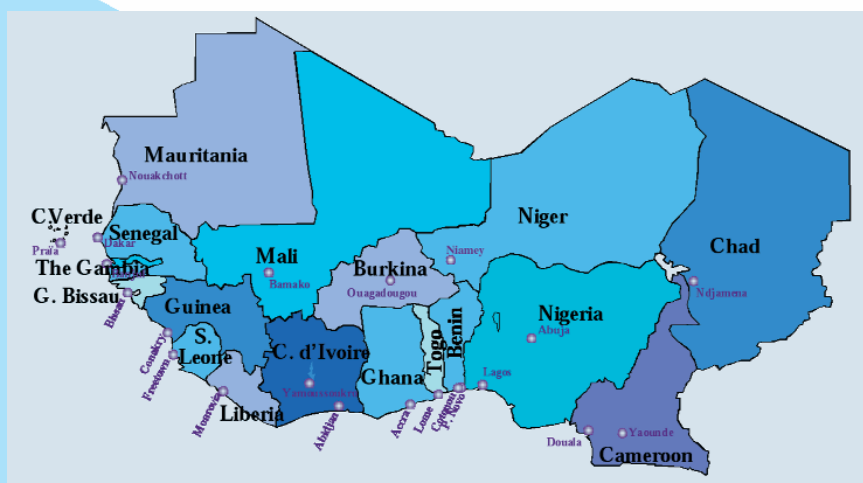 Mauritania
Nouakchott
C.Verde
Praïa
Senegal
Dakar
The Gambia
G. Bissau
Bissau
Mali
Bamako
Burkina
Ouagadougou
Niger
Niamey
Chad
Ndjamena
Guinea
Conakry
S.
Leone
Freetown
Liberia
Monrovia
C. d'Ivoire
Yamoussoukro
Abidjan
Ghana
Accra
Togo
Lome
Benin
Cotonou
P. Novo
Nigeria
Abuja
Lagos
Cameroon
Douala
Yaounde